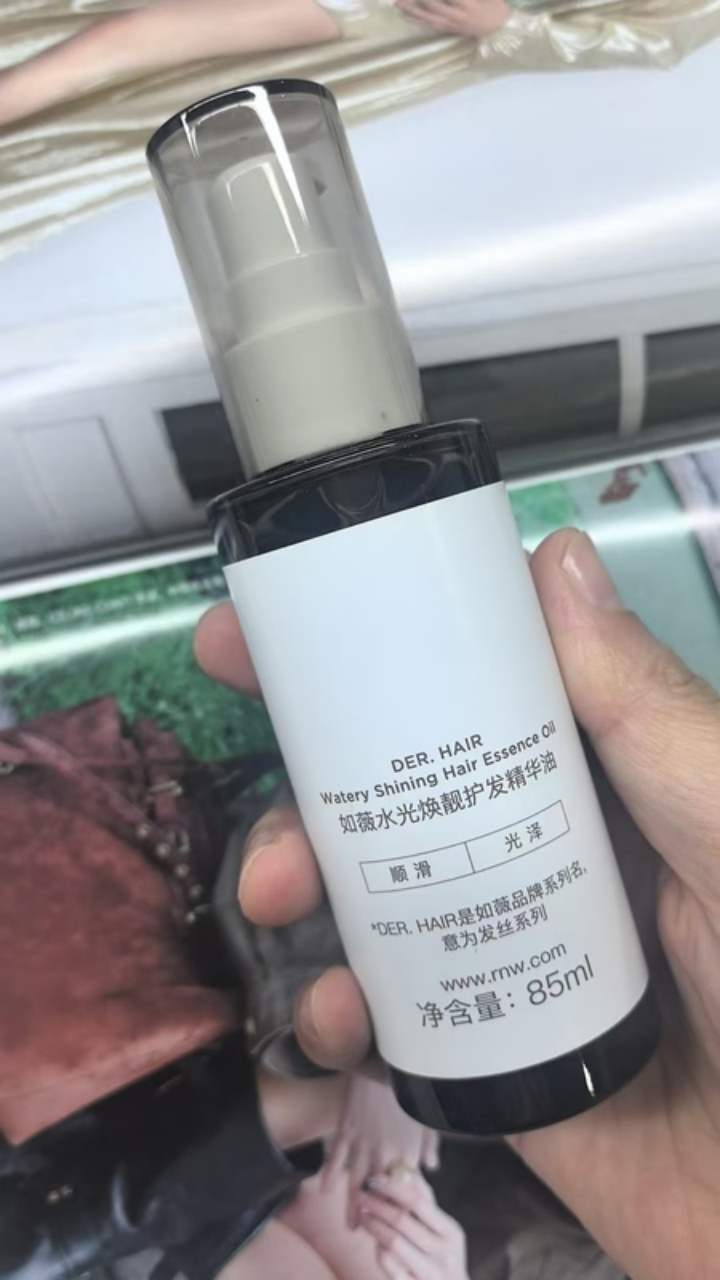 DER. HAIR
Watery Shining Hair Essence Oil
如薇水光焕靓护发精华油
顺滑 光泽
*DER. HAIR是如薇品牌系列名,
意为发丝系列
www.rnw.com
净含量：85ml